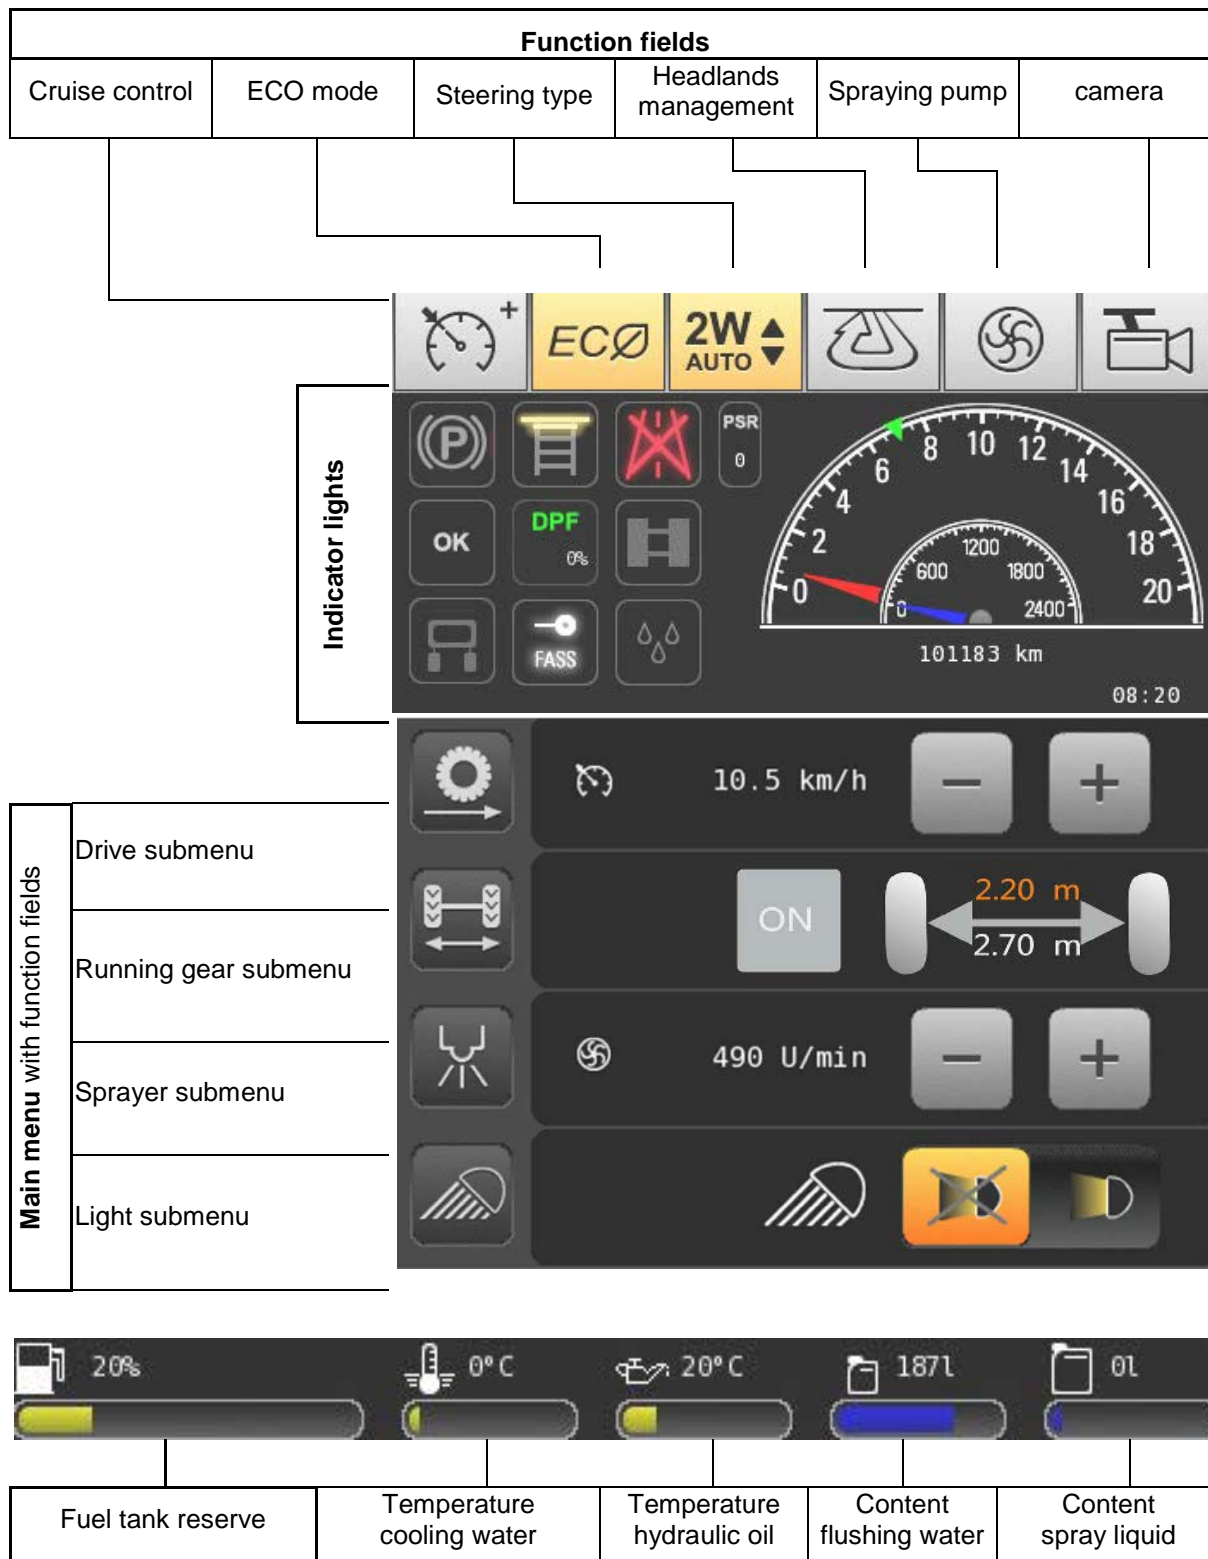 Function fields
Cruise control ECO mode Steering type Headlands management Spraying pump camera
+ ECO 2W AUTO
Indicator lights
PSR
0
OK
DPF
0%
FASS
0 2 4 6 8 10 12 14 16 18 20
0 600 1200 1800 2400
101183 km
08:20
Main menu with function fields
Drive submenu
10.5 km/h − +
Running gear submenu
ON
2.20 m
2.70 m
Sprayer submenu
490 U/min − +
Light submenu
20% 0°C 20°C 187l 0l
Fuel tank reserve
Temperature
cooling water
Temperature
hydraulic oil
Content
flushing water
Content
spray liquid